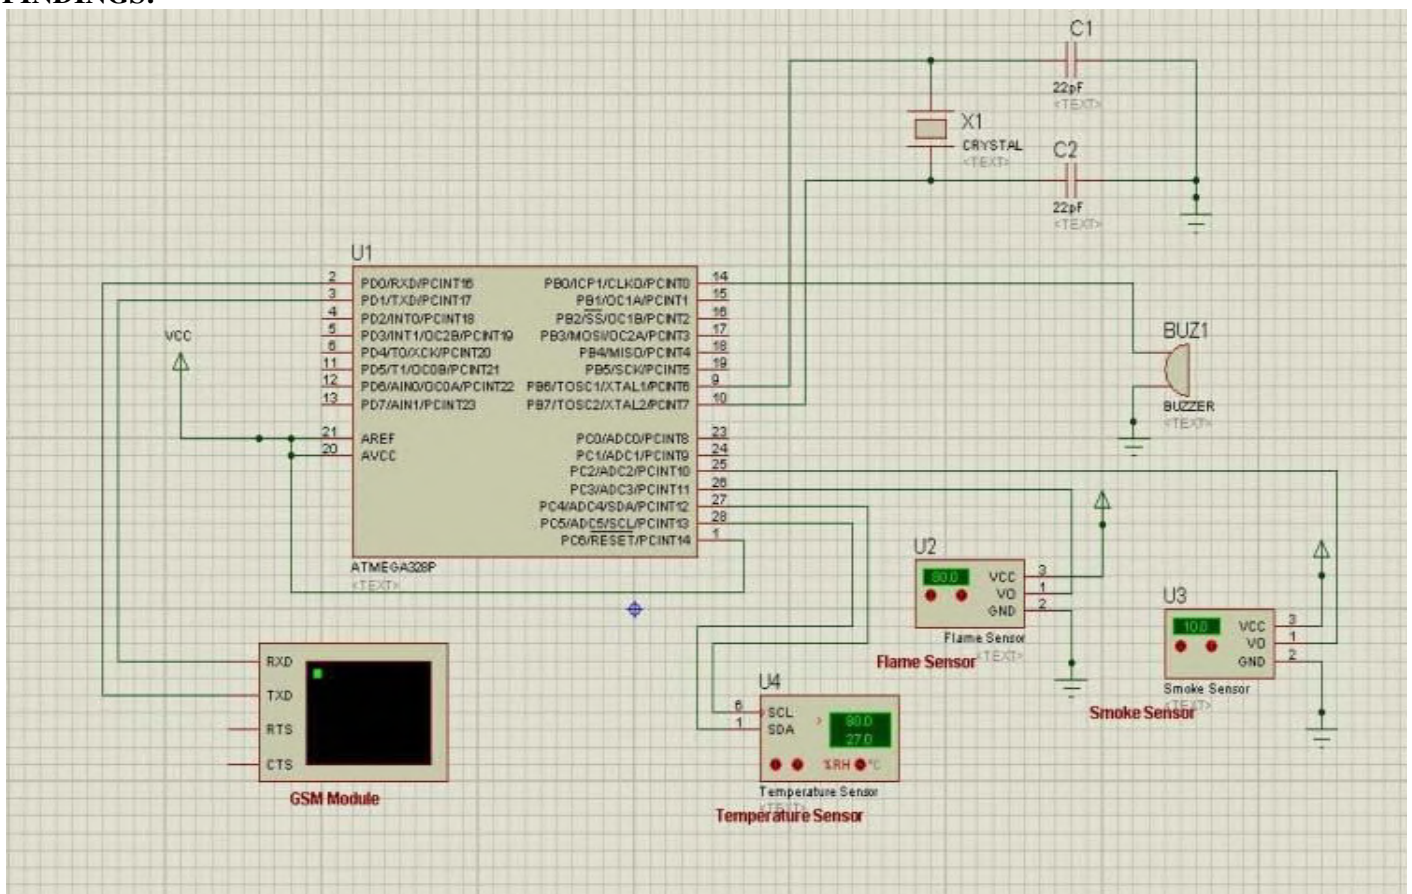 FINDINGS:
C1
22pF
<TEXT>
X1
CRYSTAL
<TEXT>
C2
22pF
<TEXT>
U1
2 PD0/RXD/PCINT16 PB0/ICP1/CLKO/PCINT0 14
3 PD1/TXD/PCINT17 PB1/OC1A/PCINT1 15
4 PD2/INT0/PCINT18 PB2/SS/OC1B/PCINT2 16
5 PD3/INT1/OC2B/PCINT19 PB3/MOSI/OC2A/PCINT3 17
6 PD4/T0/XCK/PCINT20 PB4/MISO/PCINT4 18
11 PD5/T1/OC0B/PCINT21 PB5/SCK/PCINT5 19
12 PD6/AIN0/OC0A/PCINT22 PB6/TOSC1/XTAL1/PCINT6 9
13 PD7/AIN1/PCINT23 PB7/TOSC2/XTAL2/PCINT7 10
21 AREF PC0/ADC0/PCINT8 23
20 AVCC PC1/ADC1/PCINT9 24
PC2/ADC2/PCINT10 25
PC3/ADC3/PCINT11 26
PC4/ADC4/SDA/PCINT12 27
PC5/ADC5/SCL/PCINT13 28
PC6/RESET/PCINT14 1
ATMEGA328P
<TEXT>
VCC
BUZ1
BUZZER
<TEXT>
U2
80.0 VCC 3
VO 1
GND 2
Flame Sensor
<TEXT>
Flame Sensor
U3
10.0 VCC 3
VO 1
GND 2
Smoke Sensor
<TEXT>
Smoke Sensor
RXD
TXD
RTS
CTS
GSM Module
U4
6 SCL 80.0
1 SDA 27.0
%RH °C
Temperature Sensor
<TEXT>
Temperature Sensor